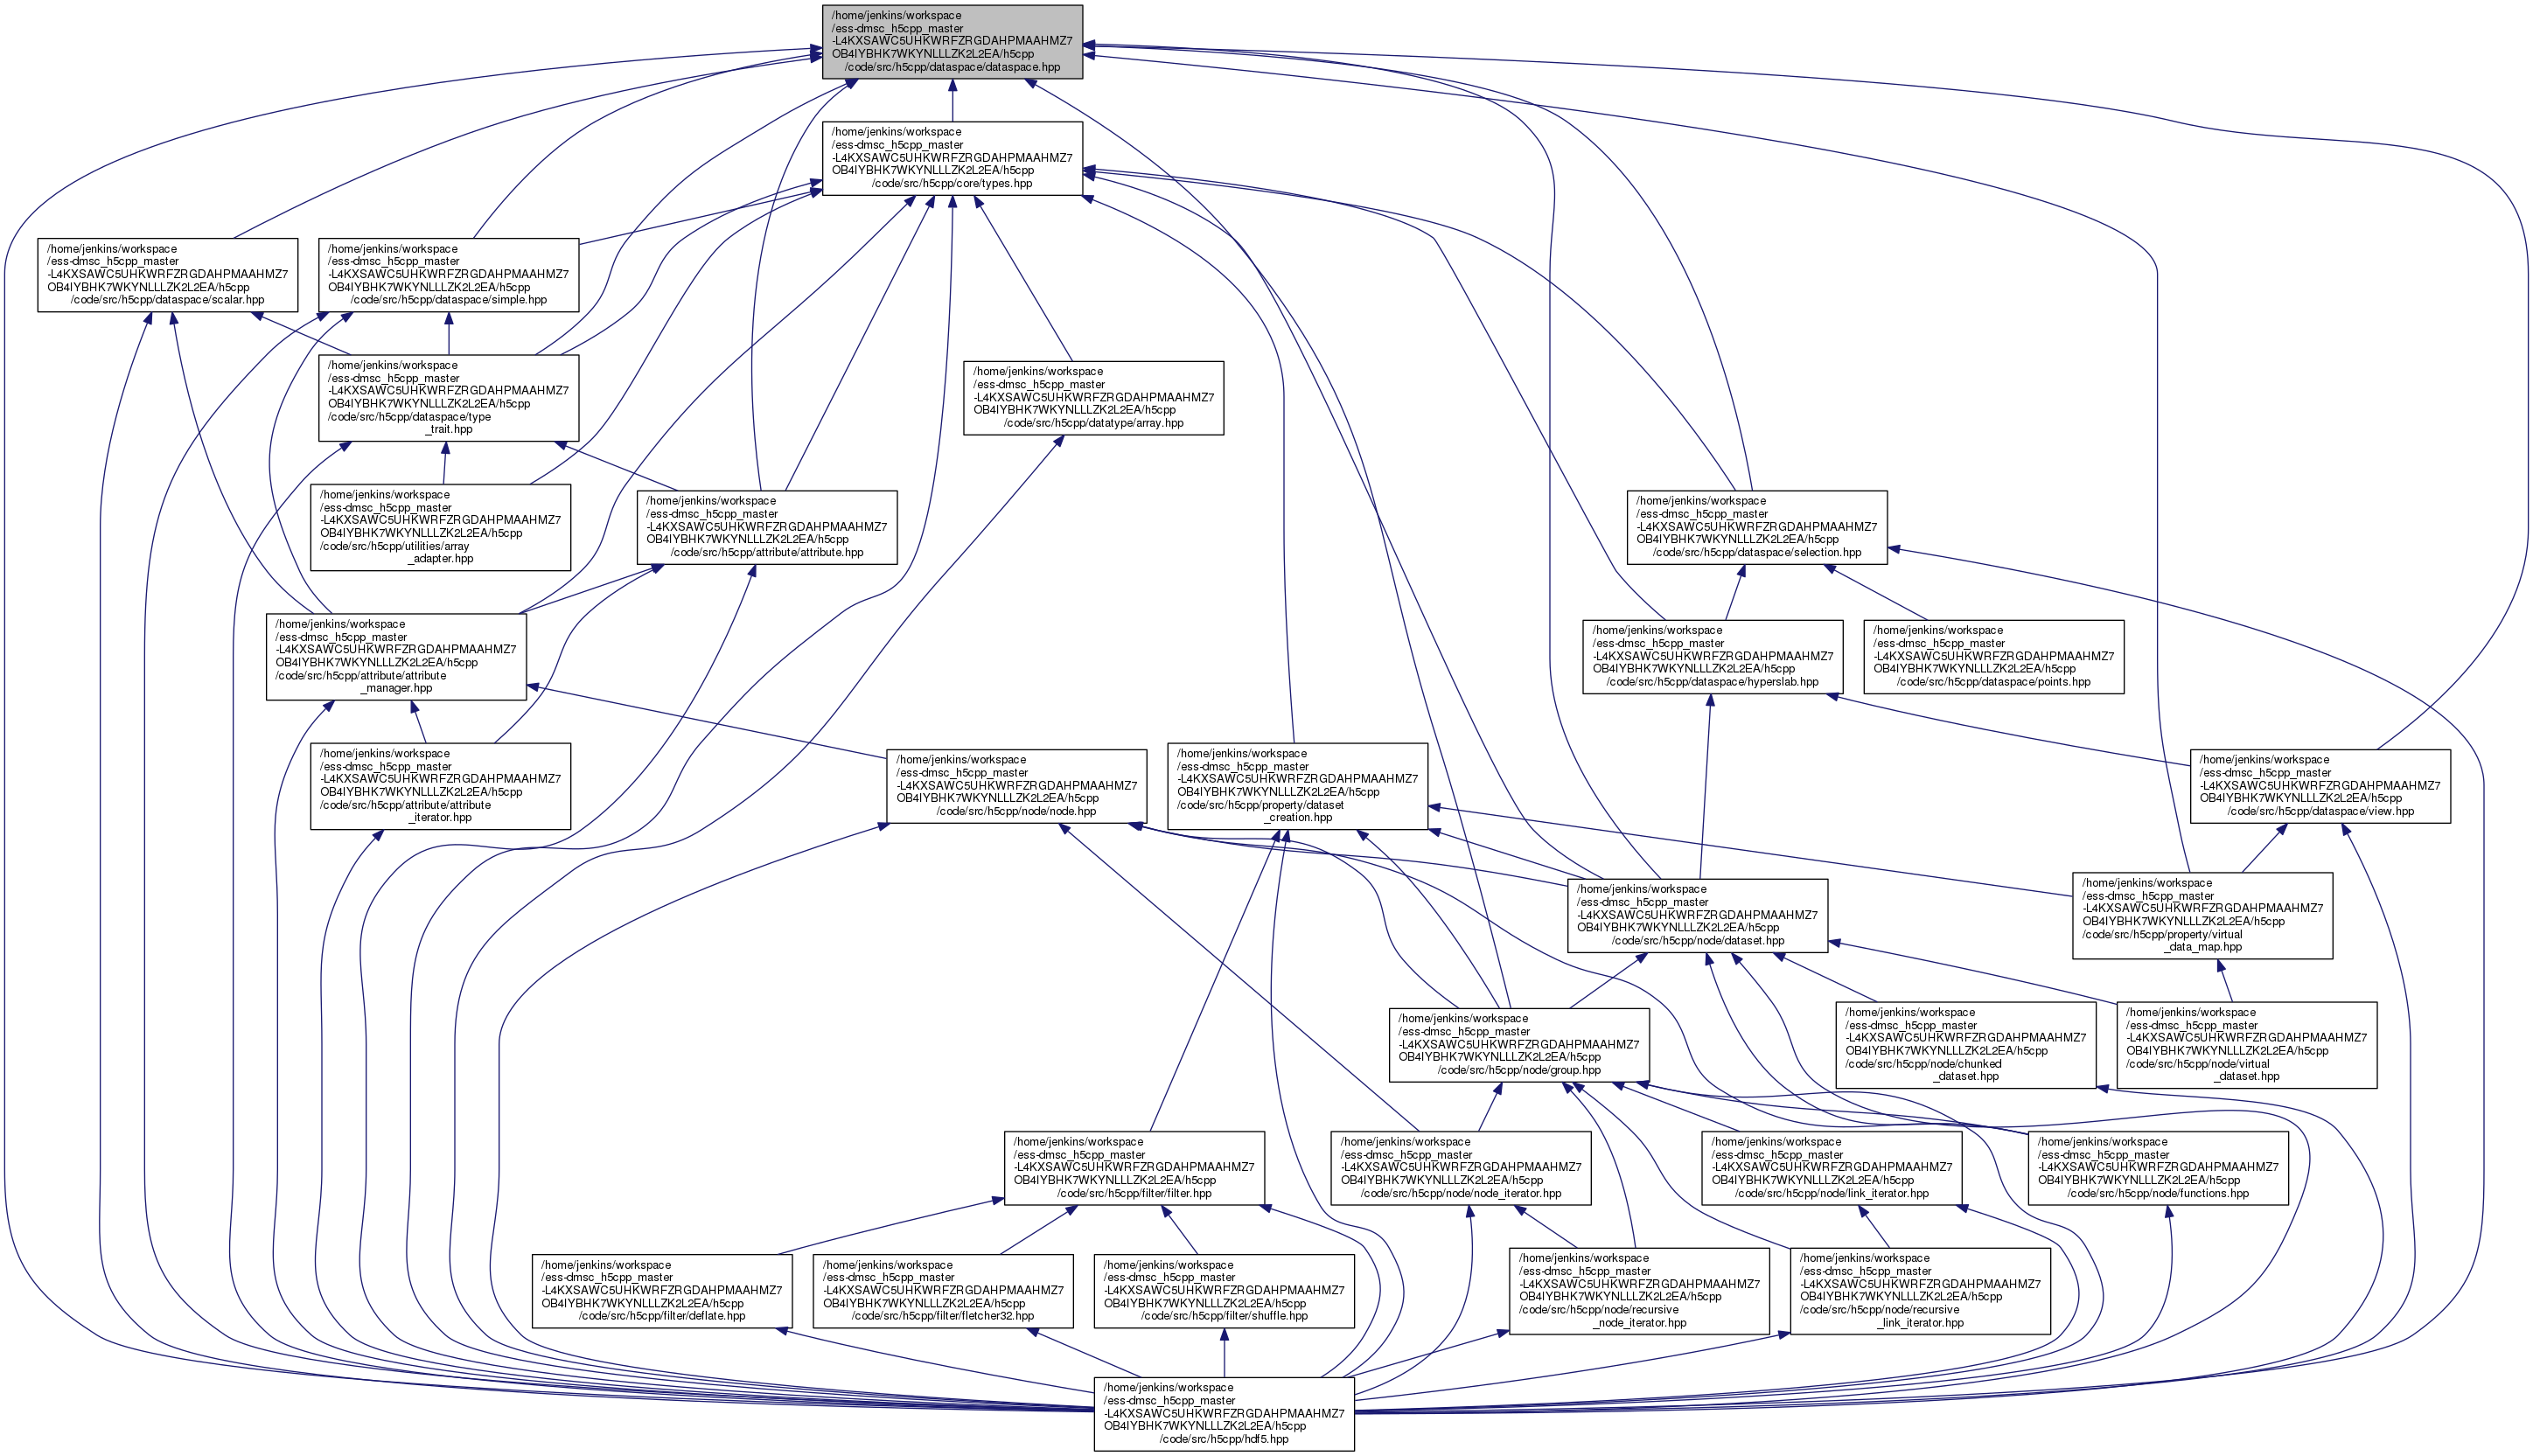 /home/jenkins/workspace
/ess-dmsc_h5cpp_master
-L4KXSAWC5UHKWRFZRGDAHPMAAHMZ7
OB4IYBHK7WKYNLLLZK2L2EA/h5cpp
/code/src/h5cpp/dataspace/dataspace.hpp
/home/jenkins/workspace
/ess-dmsc_h5cpp_master
-L4KXSAWC5UHKWRFZRGDAHPMAAHMZ7
OB4IYBHK7WKYNLLLZK2L2EA/h5cpp
/code/src/h5cpp/core/types.hpp
/home/jenkins/workspace
/ess-dmsc_h5cpp_master
-L4KXSAWC5UHKWRFZRGDAHPMAAHMZ7
OB4IYBHK7WKYNLLLZK2L2EA/h5cpp
/code/src/h5cpp/dataspace/scalar.hpp
/home/jenkins/workspace
/ess-dmsc_h5cpp_master
-L4KXSAWC5UHKWRFZRGDAHPMAAHMZ7
OB4IYBHK7WKYNLLLZK2L2EA/h5cpp
/code/src/h5cpp/dataspace/simple.hpp
/home/jenkins/workspace
/ess-dmsc_h5cpp_master
-L4KXSAWC5UHKWRFZRGDAHPMAAHMZ7
OB4IYBHK7WKYNLLLZK2L2EA/h5cpp
/code/src/h5cpp/dataspace/type
_trait.hpp
/home/jenkins/workspace
/ess-dmsc_h5cpp_master
-L4KXSAWC5UHKWRFZRGDAHPMAAHMZ7
OB4IYBHK7WKYNLLLZK2L2EA/h5cpp
/code/src/h5cpp/datatype/array.hpp
/home/jenkins/workspace
/ess-dmsc_h5cpp_master
-L4KXSAWC5UHKWRFZRGDAHPMAAHMZ7
OB4IYBHK7WKYNLLLZK2L2EA/h5cpp
/code/src/h5cpp/utilities/array
_adapter.hpp
/home/jenkins/workspace
/ess-dmsc_h5cpp_master
-L4KXSAWC5UHKWRFZRGDAHPMAAHMZ7
OB4IYBHK7WKYNLLLZK2L2EA/h5cpp
/code/src/h5cpp/attribute/attribute.hpp
/home/jenkins/workspace
/ess-dmsc_h5cpp_master
-L4KXSAWC5UHKWRFZRGDAHPMAAHMZ7
OB4IYBHK7WKYNLLLZK2L2EA/h5cpp
/code/src/h5cpp/dataspace/selection.hpp
/home/jenkins/workspace
/ess-dmsc_h5cpp_master
-L4KXSAWC5UHKWRFZRGDAHPMAAHMZ7
OB4IYBHK7WKYNLLLZK2L2EA/h5cpp
/code/src/h5cpp/attribute/attribute
_manager.hpp
/home/jenkins/workspace
/ess-dmsc_h5cpp_master
-L4KXSAWC5UHKWRFZRGDAHPMAAHMZ7
OB4IYBHK7WKYNLLLZK2L2EA/h5cpp
/code/src/h5cpp/dataspace/hyperslab.hpp
/home/jenkins/workspace
/ess-dmsc_h5cpp_master
-L4KXSAWC5UHKWRFZRGDAHPMAAHMZ7
OB4IYBHK7WKYNLLLZK2L2EA/h5cpp
/code/src/h5cpp/dataspace/points.hpp
/home/jenkins/workspace
/ess-dmsc_h5cpp_master
-L4KXSAWC5UHKWRFZRGDAHPMAAHMZ7
OB4IYBHK7WKYNLLLZK2L2EA/h5cpp
/code/src/h5cpp/attribute/attribute
_iterator.hpp
/home/jenkins/workspace
/ess-dmsc_h5cpp_master
-L4KXSAWC5UHKWRFZRGDAHPMAAHMZ7
OB4IYBHK7WKYNLLLZK2L2EA/h5cpp
/code/src/h5cpp/node/node.hpp
/home/jenkins/workspace
/ess-dmsc_h5cpp_master
-L4KXSAWC5UHKWRFZRGDAHPMAAHMZ7
OB4IYBHK7WKYNLLLZK2L2EA/h5cpp
/code/src/h5cpp/property/dataset
_creation.hpp
/home/jenkins/workspace
/ess-dmsc_h5cpp_master
-L4KXSAWC5UHKWRFZRGDAHPMAAHMZ7
OB4IYBHK7WKYNLLLZK2L2EA/h5cpp
/code/src/h5cpp/dataspace/view.hpp
/home/jenkins/workspace
/ess-dmsc_h5cpp_master
-L4KXSAWC5UHKWRFZRGDAHPMAAHMZ7
OB4IYBHK7WKYNLLLZK2L2EA/h5cpp
/code/src/h5cpp/node/dataset.hpp
/home/jenkins/workspace
/ess-dmsc_h5cpp_master
-L4KXSAWC5UHKWRFZRGDAHPMAAHMZ7
OB4IYBHK7WKYNLLLZK2L2EA/h5cpp
/code/src/h5cpp/property/virtual
_data_map.hpp
/home/jenkins/workspace
/ess-dmsc_h5cpp_master
-L4KXSAWC5UHKWRFZRGDAHPMAAHMZ7
OB4IYBHK7WKYNLLLZK2L2EA/h5cpp
/code/src/h5cpp/node/group.hpp
/home/jenkins/workspace
/ess-dmsc_h5cpp_master
-L4KXSAWC5UHKWRFZRGDAHPMAAHMZ7
OB4IYBHK7WKYNLLLZK2L2EA/h5cpp
/code/src/h5cpp/node/chunked
_dataset.hpp
/home/jenkins/workspace
/ess-dmsc_h5cpp_master
-L4KXSAWC5UHKWRFZRGDAHPMAAHMZ7
OB4IYBHK7WKYNLLLZK2L2EA/h5cpp
/code/src/h5cpp/node/virtual
_dataset.hpp
/home/jenkins/workspace
/ess-dmsc_h5cpp_master
-L4KXSAWC5UHKWRFZRGDAHPMAAHMZ7
OB4IYBHK7WKYNLLLZK2L2EA/h5cpp
/code/src/h5cpp/filter/filter.hpp
/home/jenkins/workspace
/ess-dmsc_h5cpp_master
-L4KXSAWC5UHKWRFZRGDAHPMAAHMZ7
OB4IYBHK7WKYNLLLZK2L2EA/h5cpp
/code/src/h5cpp/node/node_iterator.hpp
/home/jenkins/workspace
/ess-dmsc_h5cpp_master
-L4KXSAWC5UHKWRFZRGDAHPMAAHMZ7
OB4IYBHK7WKYNLLLZK2L2EA/h5cpp
/code/src/h5cpp/node/link_iterator.hpp
/home/jenkins/workspace
/ess-dmsc_h5cpp_master
-L4KXSAWC5UHKWRFZRGDAHPMAAHMZ7
OB4IYBHK7WKYNLLLZK2L2EA/h5cpp
/code/src/h5cpp/node/functions.hpp
/home/jenkins/workspace
/ess-dmsc_h5cpp_master
-L4KXSAWC5UHKWRFZRGDAHPMAAHMZ7
OB4IYBHK7WKYNLLLZK2L2EA/h5cpp
/code/src/h5cpp/filter/deflate.hpp
/home/jenkins/workspace
/ess-dmsc_h5cpp_master
-L4KXSAWC5UHKWRFZRGDAHPMAAHMZ7
OB4IYBHK7WKYNLLLZK2L2EA/h5cpp
/code/src/h5cpp/filter/fletcher32.hpp
/home/jenkins/workspace
/ess-dmsc_h5cpp_master
-L4KXSAWC5UHKWRFZRGDAHPMAAHMZ7
OB4IYBHK7WKYNLLLZK2L2EA/h5cpp
/code/src/h5cpp/filter/shuffle.hpp
/home/jenkins/workspace
/ess-dmsc_h5cpp_master
-L4KXSAWC5UHKWRFZRGDAHPMAAHMZ7
OB4IYBHK7WKYNLLLZK2L2EA/h5cpp
/code/src/h5cpp/node/recursive
_node_iterator.hpp
/home/jenkins/workspace
/ess-dmsc_h5cpp_master
-L4KXSAWC5UHKWRFZRGDAHPMAAHMZ7
OB4IYBHK7WKYNLLLZK2L2EA/h5cpp
/code/src/h5cpp/node/recursive
_link_iterator.hpp
/home/jenkins/workspace
/ess-dmsc_h5cpp_master
-L4KXSAWC5UHKWRFZRGDAHPMAAHMZ7
OB4IYBHK7WKYNLLLZK2L2EA/h5cpp
/code/src/h5cpp/hdf5.hpp